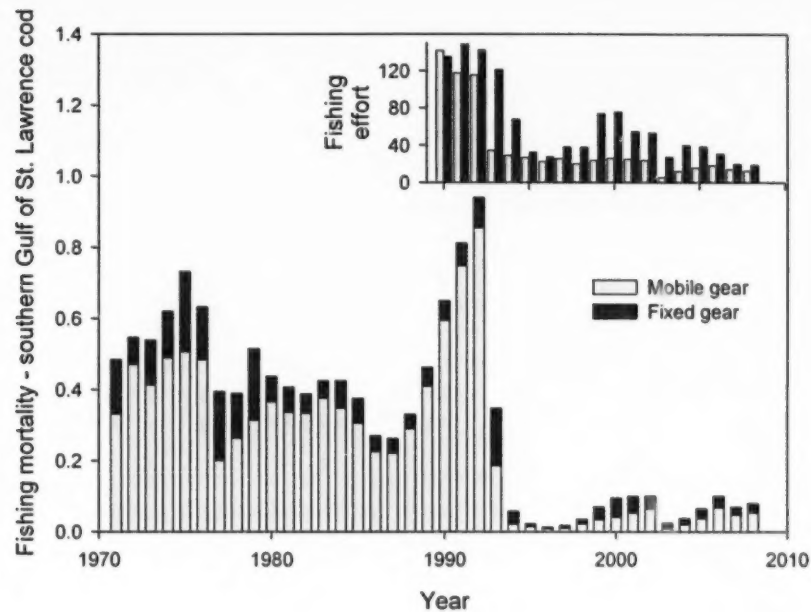 Fishing mortality - southern Gulf of St. Lawrence cod
1.4
1.2
1.0
0.8
0.6
0.4
0.2
0.0
Fishing
effort
120
80
40
0
Mobile gear
Fixed gear
1970
1980
1990
2000
2010
Year